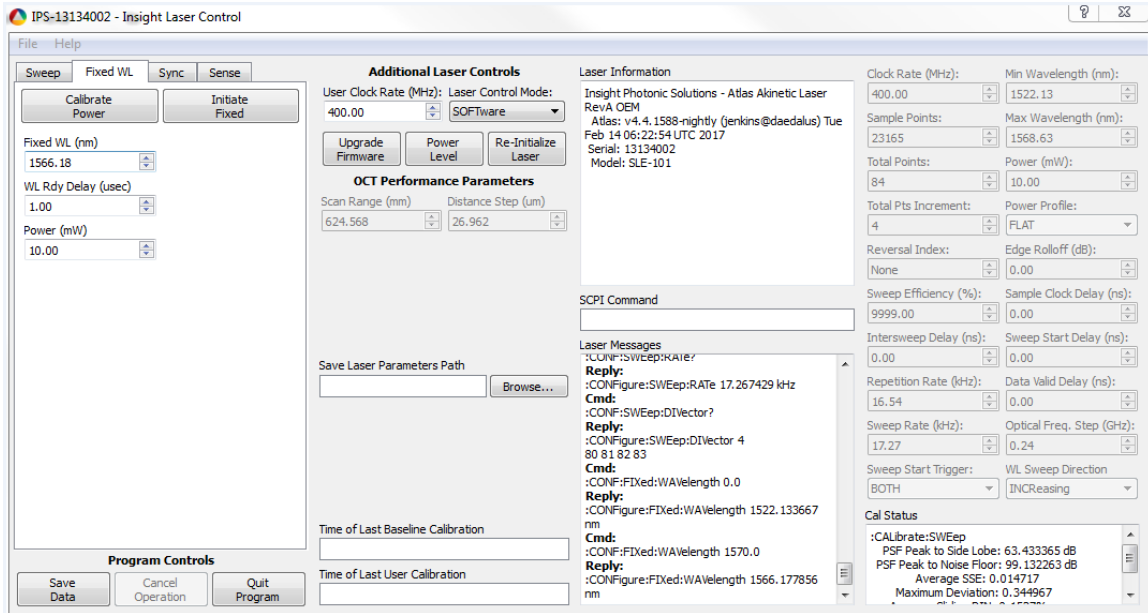 IPS-13134002 - Insight Laser Control
File Help
Sweep Fixed WL Sync Sense
Calibrate Power
Initiate Fixed
Fixed WL (nm)
1566.18
WL Rdy Delay (usec)
1.00
Power (mW)
10.00
Program Controls
Save Data
Cancel Operation
Quit Program
Additional Laser Controls
User Clock Rate (MHz): Laser Control Mode:
400.00 SOFTware
Upgrade Firmware
Power Level
Re-Initialize Laser
OCT Performance Parameters
Scan Range (mm) Distance Step (um)
624.568 26.962
Save Laser Parameters Path
Browse...
Time of Last Baseline Calibration
Time of Last User Calibration
Laser Information
Insight Photonic Solutions - Atlas Akinetic Laser
RevA OEM
Atlas: v4.4.1588-nightly (jenkins@daedalus) Tue
Feb 14 06:22:54 UTC 2017
Serial: 13134002
Model: SLE-101
SCPI Command
Laser Messages
:CONF:SWEep:RATe?
Reply:
:CONFigure:SWEep:RATe 17.267429 kHz
Cmd:
:CONF:SWEep:DIVector?
Reply:
:CONFigure:SWEep:DIVector 4
80 81 82 83
Cmd:
:CONF:FIXed:WAVelength 0.0
Reply:
:CONFigure:FIXed:WAVelength 1522.133667
nm
Cmd:
:CONF:FIXed:WAVelength 1570.0
Reply:
:CONFigure:FIXed:WAVelength 1566.177856
nm
Clock Rate (MHz): Min Wavelength (nm):
400.00 1522.13
Sample Points: Max Wavelength (nm):
23165 1568.63
Total Points: Power (mW):
84 10.00
Total Pts Increment: Power Profile:
4 FLAT
Reversal Index: Edge Rolloff (dB):
None 0.00
Sweep Efficiency (%): Sample Clock Delay (ns):
9999.00 0.00
Intersweep Delay (ns): Sweep Start Delay (ns):
0.00 0.00
Repetition Rate (kHz): Data Valid Delay (ns):
16.54 0.00
Sweep Rate (kHz): Optical Freq. Step (GHz):
17.27 0.24
Sweep Start Trigger: WL Sweep Direction
BOTH INCReasing
Cal Status
:CALibrate:SWEep
PSF Peak to Side Lobe: 63.433365 dB
PSF Peak to Noise Floor: 99.132263 dB
Average SSE: 0.014717
Maximum Deviation: 0.344967